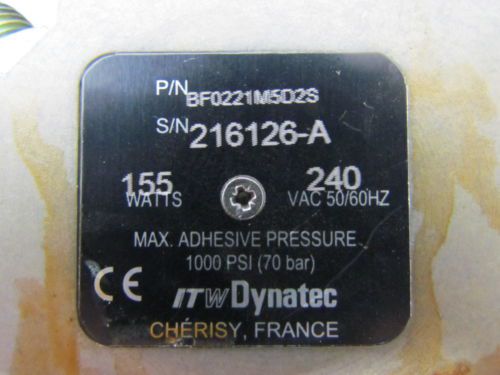 P/N BF0221M5D2S
S/N 216126-A
155 240
WATTS VAC 50/60HZ
MAX. ADHESIVE PRESSURE
1000 PSI (70 bar)
CE ITW Dynatec
CHÉRISY, FRANCE